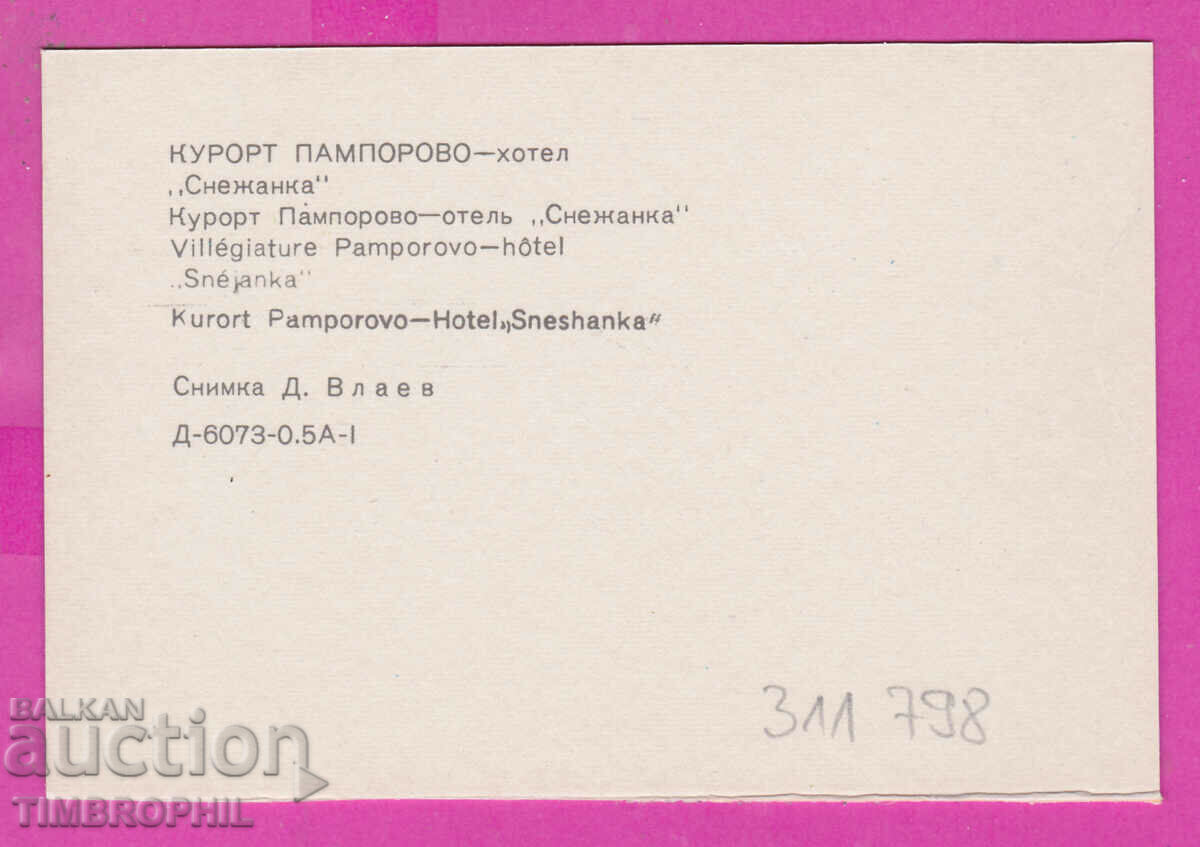 КУРОРТ ПАМПОРОВО—хотел
,,Снежанка''
Курорт Пампорово—отель ,,Снежанка''
Villégiature Pamporovo—hôtel
,,Snéjanka''
Kurort Pamporovo—Hotel„Sneshanka“
Снимка Д. Влаев
Д-6073-0.5А-I
311 798
BALKAN
auction
TIMBROPHIL